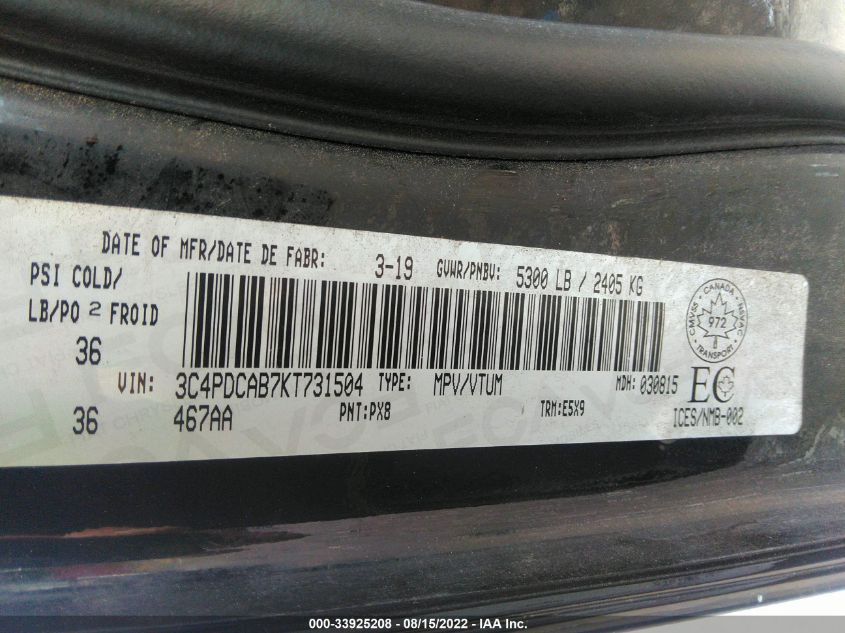 DATE OF MFR/DATE DE FABR: 3-19 GVWR/PNBV: 5300 LB / 2405 KG
PSI COLD/
LB/PO 2 FROID
36
CMVSS CANADA NSVAC
972
TRANSPORT
VIN: 3C4PDCAB7KT731504 TYPE: MPV/VTUM MDH: 030815
EC
36 467AA PNT:PX8 TRM:E5X9 ICES/NMB-002
000-33925208 - 08/15/2022 - IAA Inc.